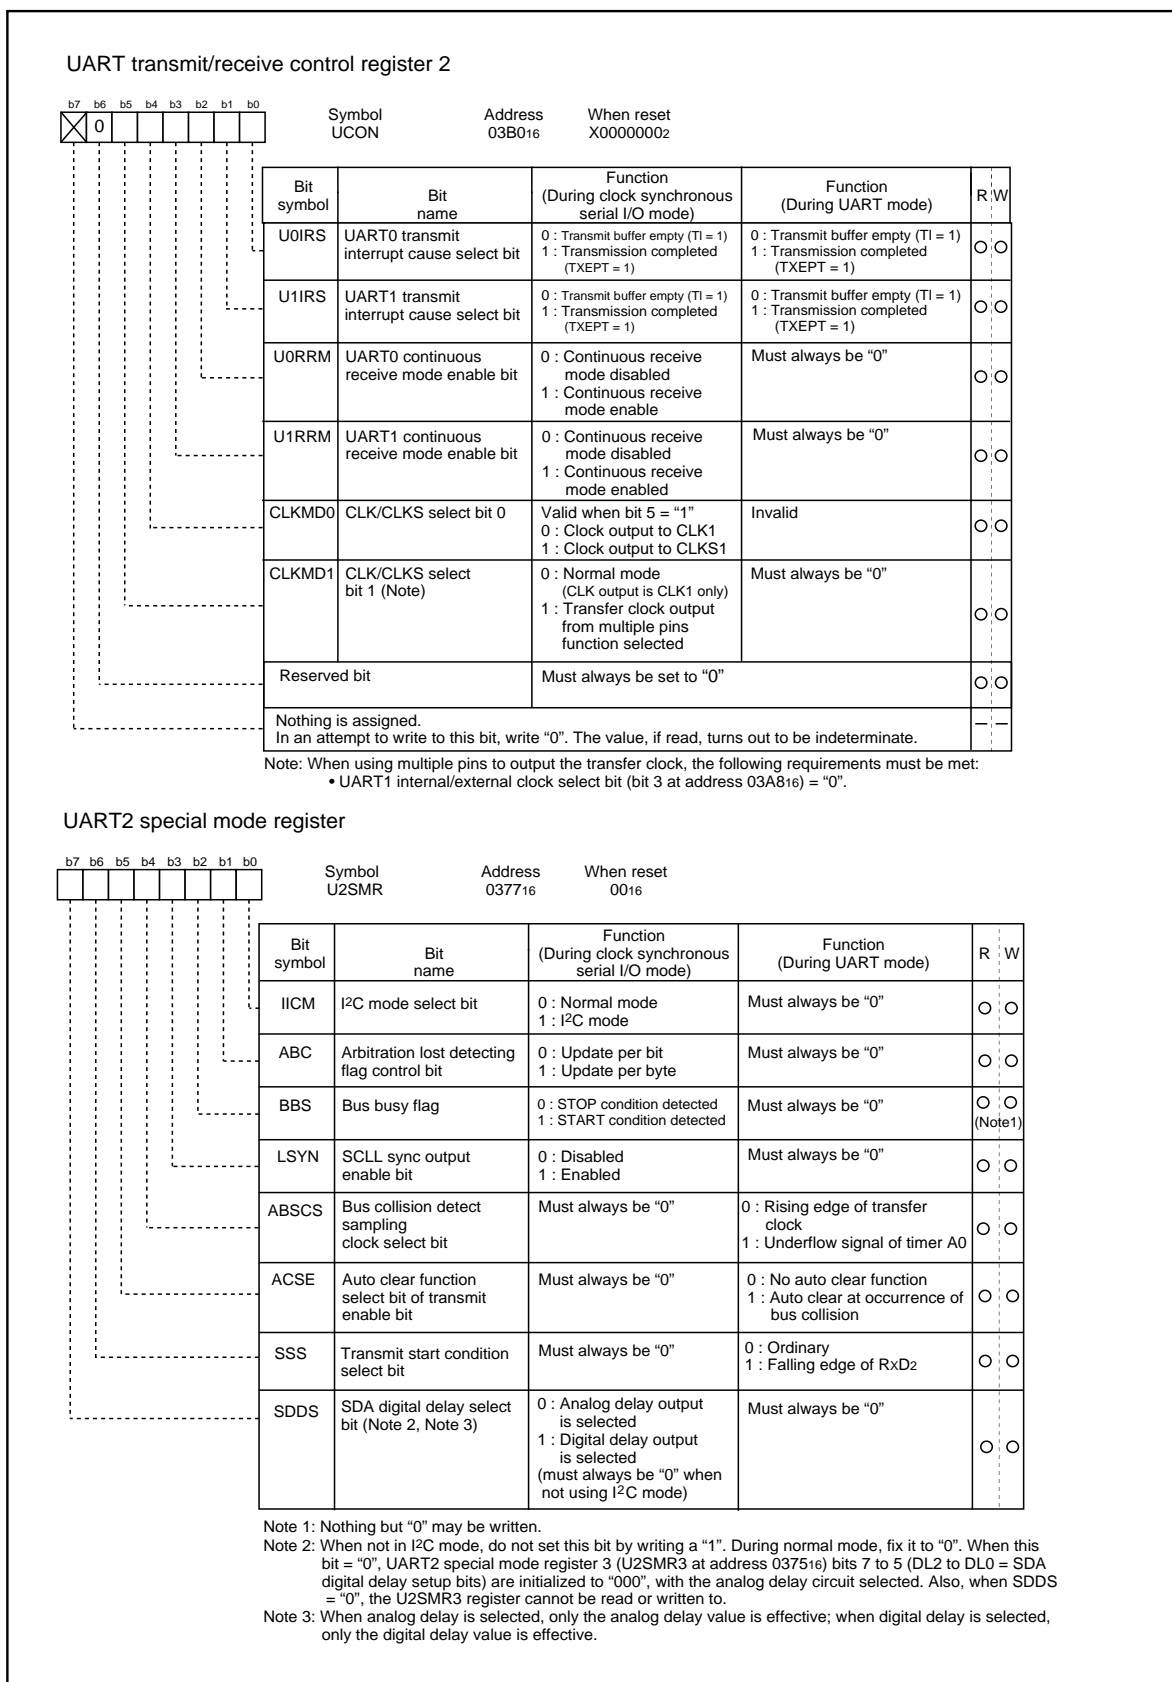 UART transmit/receive control register 2
b7 b6 b5 b4 b3 b2 b1 b0
0
Symbol Address When reset
UCON 03B016 X00000002
Bit symbol Bit name Function (During clock synchronous serial I/O mode) Function (During UART mode) R W
U0IRS UART0 transmit interrupt cause select bit
0 : Transmit buffer empty (TI = 1)
1 : Transmission completed (TXEPT = 1)
0 : Transmit buffer empty (TI = 1)
1 : Transmission completed (TXEPT = 1)
U1IRS UART1 transmit interrupt cause select bit
0 : Transmit buffer empty (TI = 1)
1 : Transmission completed (TXEPT = 1)
0 : Transmit buffer empty (TI = 1)
1 : Transmission completed (TXEPT = 1)
U0RRM UART0 continuous receive mode enable bit
0 : Continuous receive mode disabled
1 : Continuous receive mode enable
Must always be “0”
U1RRM UART1 continuous receive mode enable bit
0 : Continuous receive mode disabled
1 : Continuous receive mode enabled
Must always be “0”
CLKMD0 CLK/CLKS select bit 0
Valid when bit 5 = “1”
0 : Clock output to CLK1
1 : Clock output to CLKS1
Invalid
CLKMD1 CLK/CLKS select bit 1 (Note)
0 : Normal mode
(CLK output is CLK1 only)
1 : Transfer clock output from multiple pins function selected
Must always be “0”
Reserved bit Must always be set to “0”
Nothing is assigned.
In an attempt to write to this bit, write “0”. The value, if read, turns out to be indeterminate.
– –
Note: When using multiple pins to output the transfer clock, the following requirements must be met:
• UART1 internal/external clock select bit (bit 3 at address 03A816) = “0”.
UART2 special mode register
b7 b6 b5 b4 b3 b2 b1 b0
Symbol Address When reset
U2SMR 037716 0016
Bit symbol Bit name Function (During clock synchronous serial I/O mode) Function (During UART mode) R W
IICM I2C mode select bit
0 : Normal mode
1 : I2C mode
Must always be “0”
ABC Arbitration lost detecting flag control bit
0 : Update per bit
1 : Update per byte
Must always be “0”
BBS Bus busy flag
0 : STOP condition detected
1 : START condition detected
Must always be “0”
(Note1)
LSYN SCLL sync output enable bit
0 : Disabled
1 : Enabled
Must always be “0”
ABSCS Bus collision detect sampling clock select bit
Must always be “0”
0 : Rising edge of transfer clock
1 : Underflow signal of timer A0
ACSE Auto clear function select bit of transmit enable bit
Must always be “0”
0 : No auto clear function
1 : Auto clear at occurrence of bus collision
SSS Transmit start condition select bit
Must always be “0”
0 : Ordinary
1 : Falling edge of RxD2
SDDS SDA digital delay select bit (Note 2, Note 3)
0 : Analog delay output is selected
1 : Digital delay output is selected
(must always be “0” when not using I2C mode)
Must always be “0”
Note 1: Nothing but “0” may be written.
Note 2: When not in I2C mode, do not set this bit by writing a “1”. During normal mode, fix it to “0”. When this
bit = “0”, UART2 special mode register 3 (U2SMR3 at address 037516) bits 7 to 5 (DL2 to DL0 = SDA
digital delay setup bits) are initialized to “000”, with the analog delay circuit selected. Also, when SDDS
= “0”, the U2SMR3 register cannot be read or written to.
Note 3: When analog delay is selected, only the analog delay value is effective; when digital delay is selected,
only the digital delay value is effective.